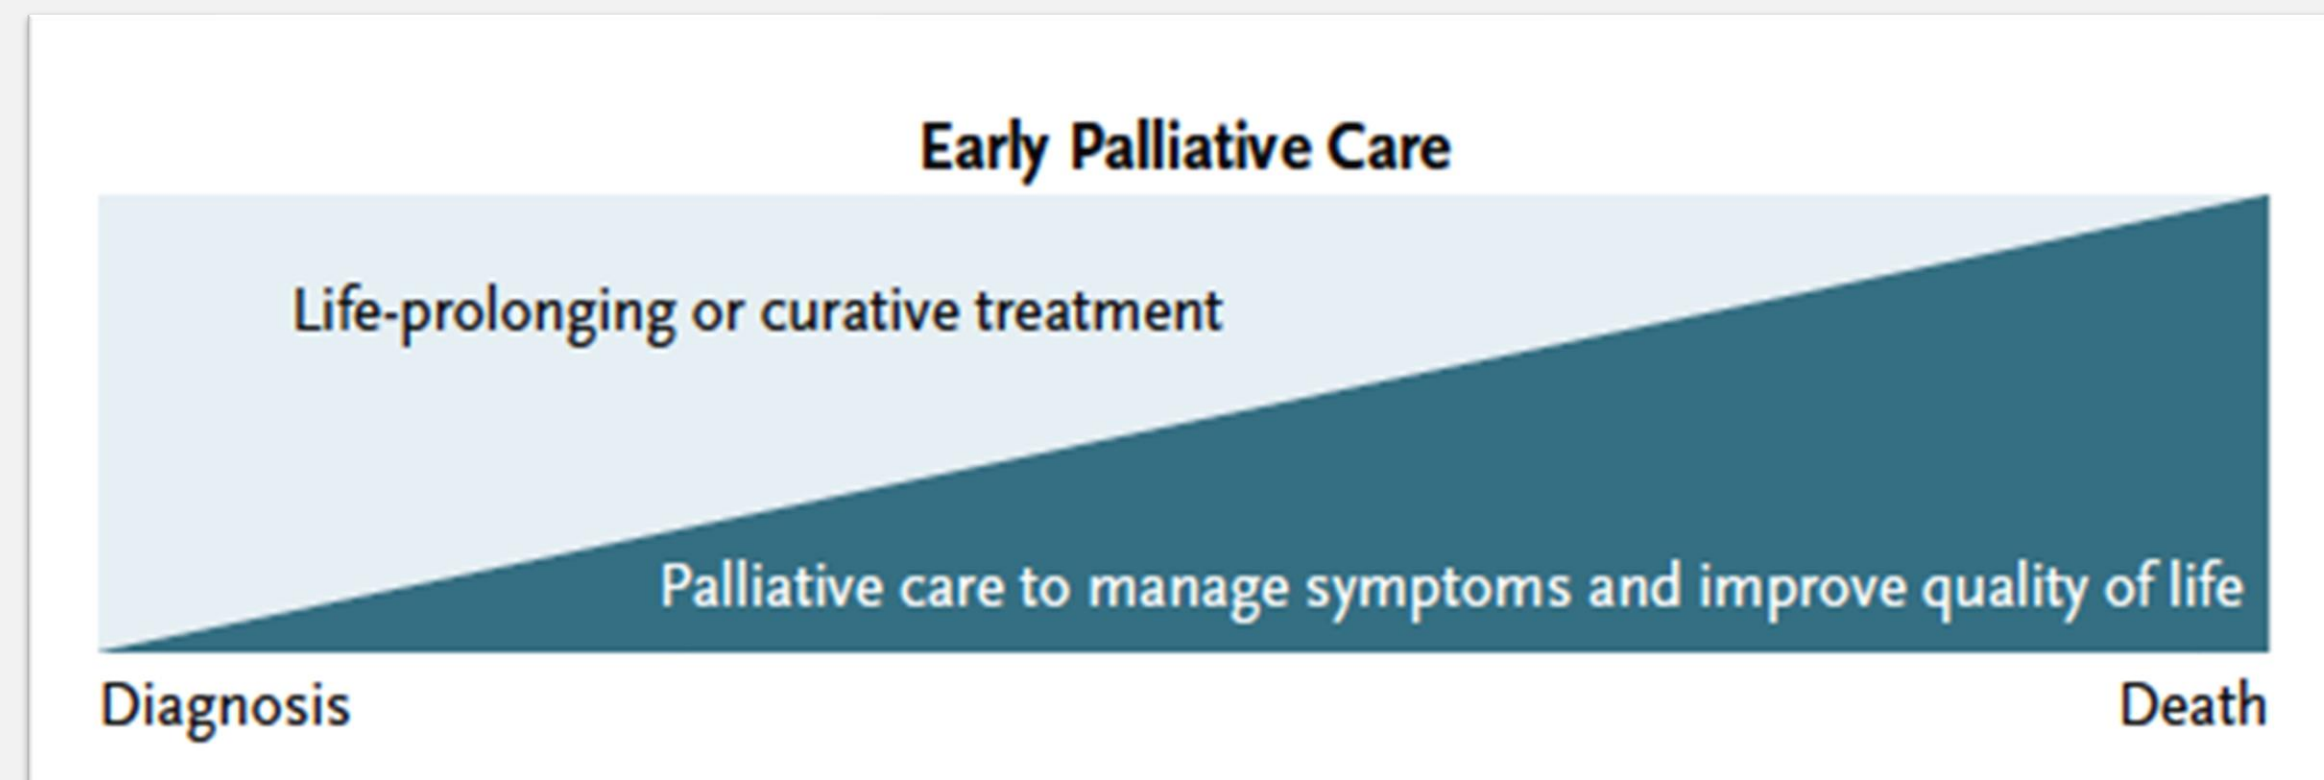 Early Palliative Care
Life-prolonging or curative treatment
Palliative care to manage symptoms and improve quality of life
Diagnosis
Death